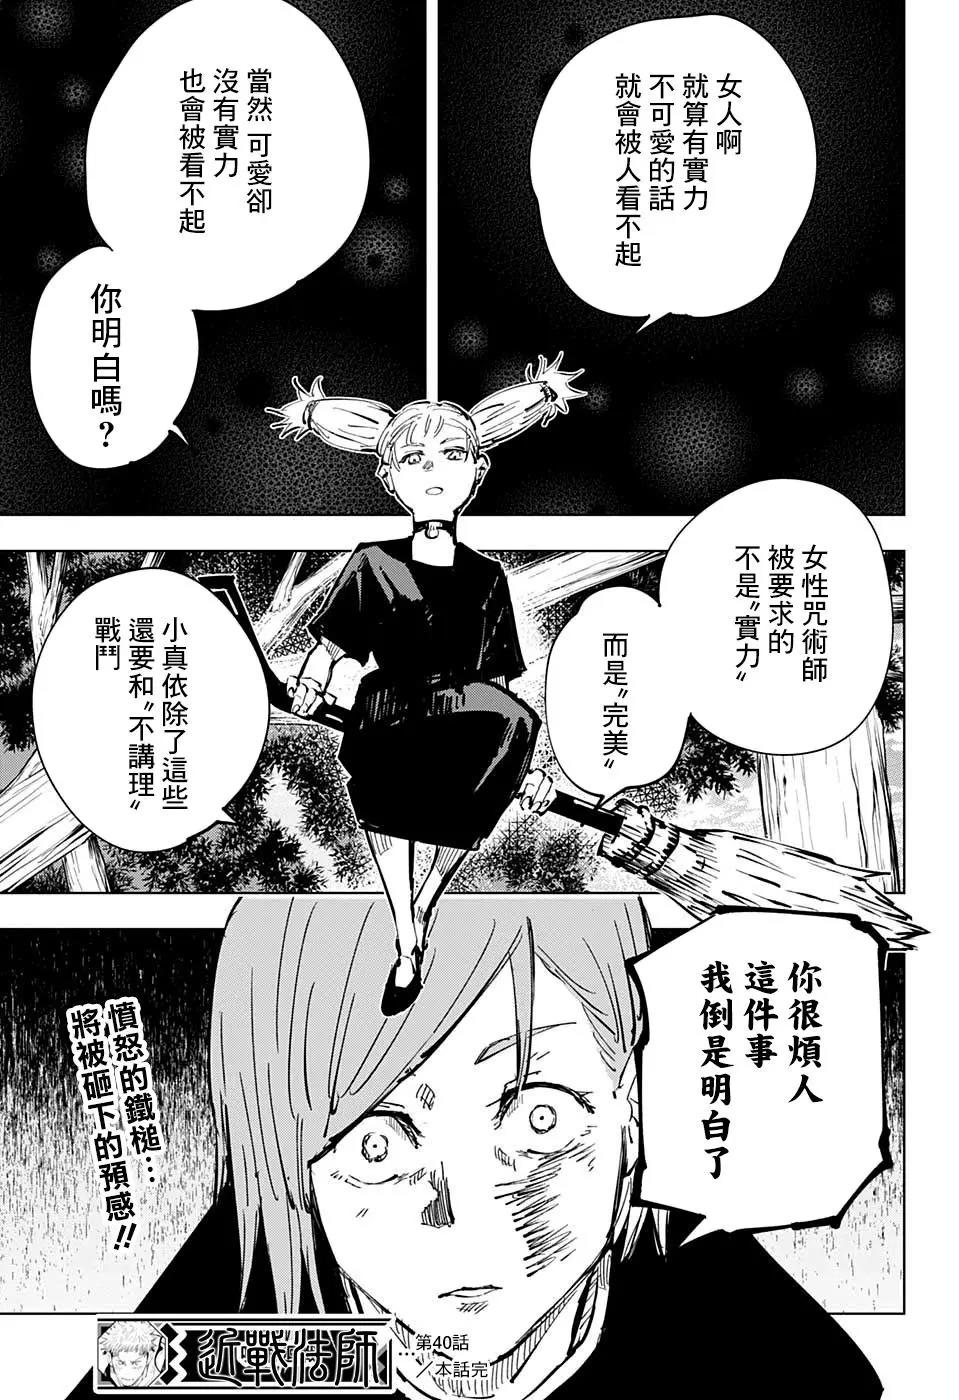 女人啊
就算有實力
不可愛的話
就會被人看不起
當然 可愛卻
沒有實力
也會被看不起
你明白嗎?
女性咒術師
被要求的
不是〝實力〞
而是〝完美〞
小真依除了這些
還要和〝不講理〞
戰鬥
你很煩人
這件事
我倒是明白了
憤怒的鐵槌…
將被砸下的預感!!
近戰法師
…第40話
／本話完